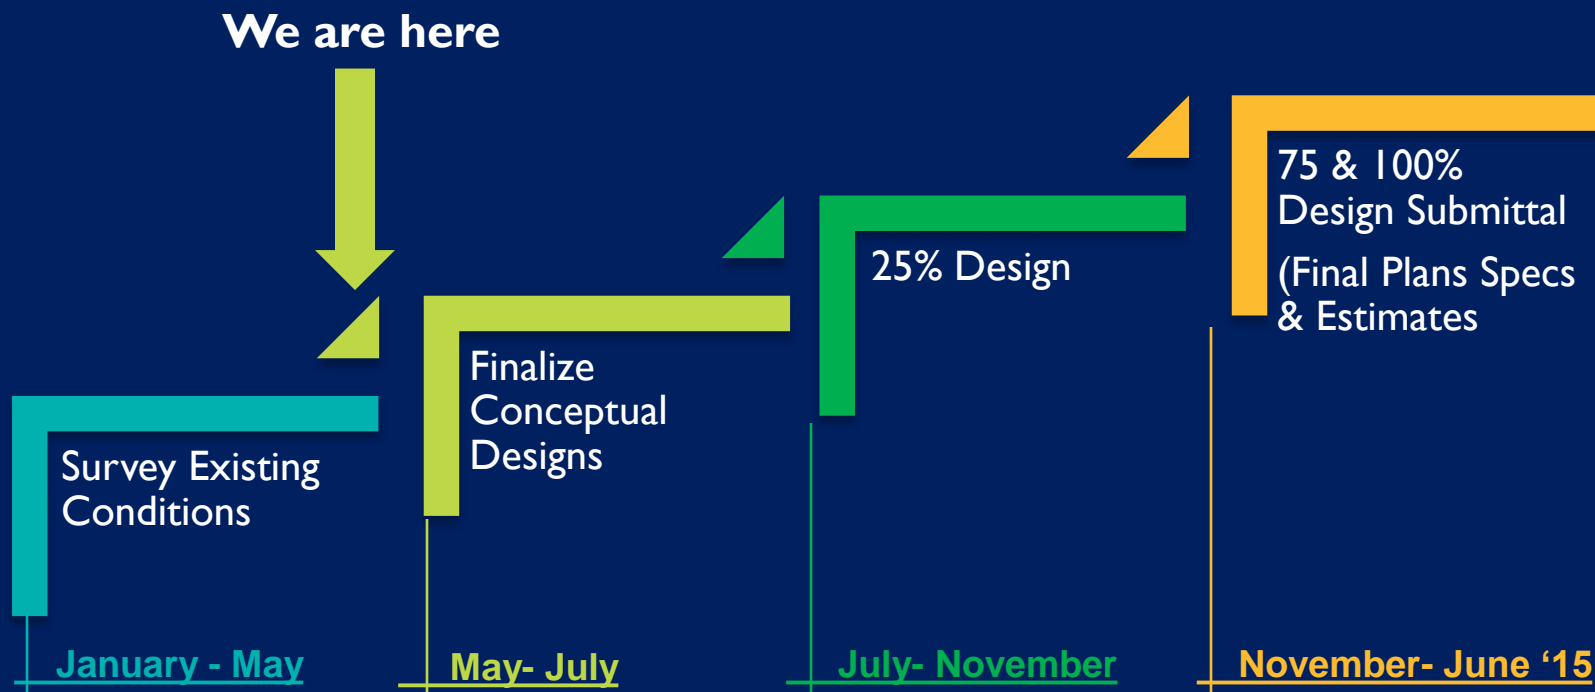 We are here
Survey Existing
Conditions
January - May
Finalize
Conceptual
Designs
May- July
25% Design
July- November
75 & 100%
Design Submittal
(Final Plans Specs
& Estimates
November- June ‘15